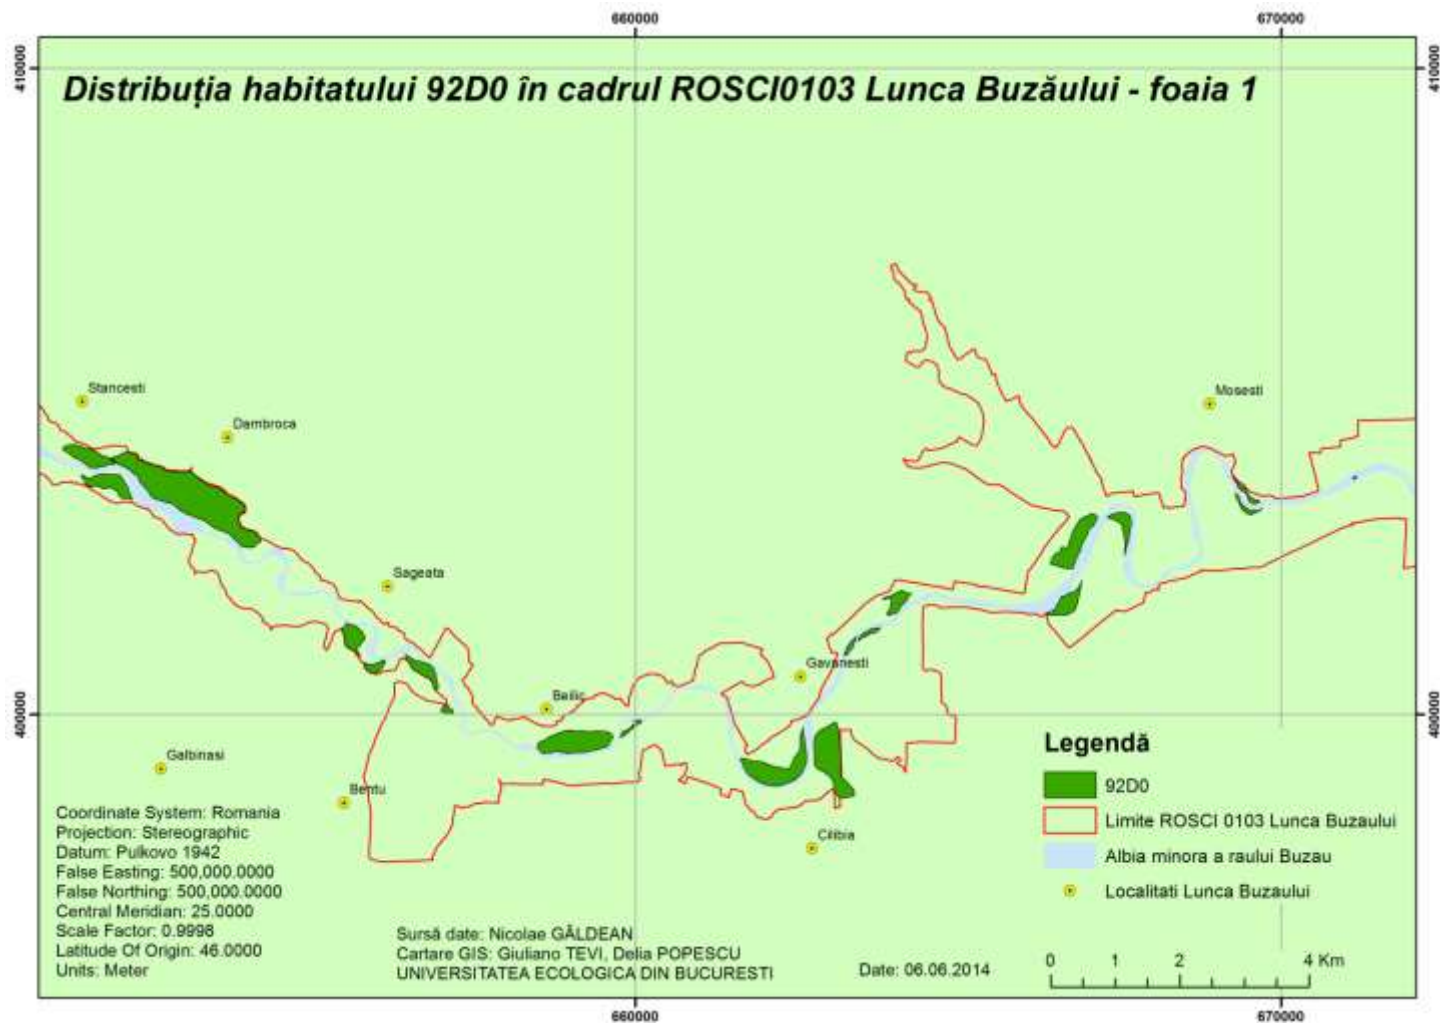 660000
670000
410000
410000
Distribuția habitatului 92D0 în cadrul ROSCI0103 Lunca Buzăului - foaia 1
Stancesti
Mosesti
Dambroca
Sageata
Gavanesti
Beilic
400000
400000
Galbinasi
Bentu
Cilibia
Legendă
92D0
Limite ROSCI 0103 Lunca Buzaului
Albia minora a raului Buzau
Localitati Lunca Buzaului
Coordinate System: Romania
Projection: Stereographic
Datum: Pulkovo 1942
False Easting: 500,000.0000
False Northing: 500,000.0000
Central Meridian: 25.0000
Scale Factor: 0.9998
Latitude Of Origin: 46.0000
Units: Meter
Sursă date: Nicolae GĂLDEAN
Cartare GIS: Giuliano TEVI, Delia POPESCU
UNIVERSITATEA ECOLOGICA DIN BUCURESTI
Date: 06.06.2014
0 1 2 4 Km
660000
670000